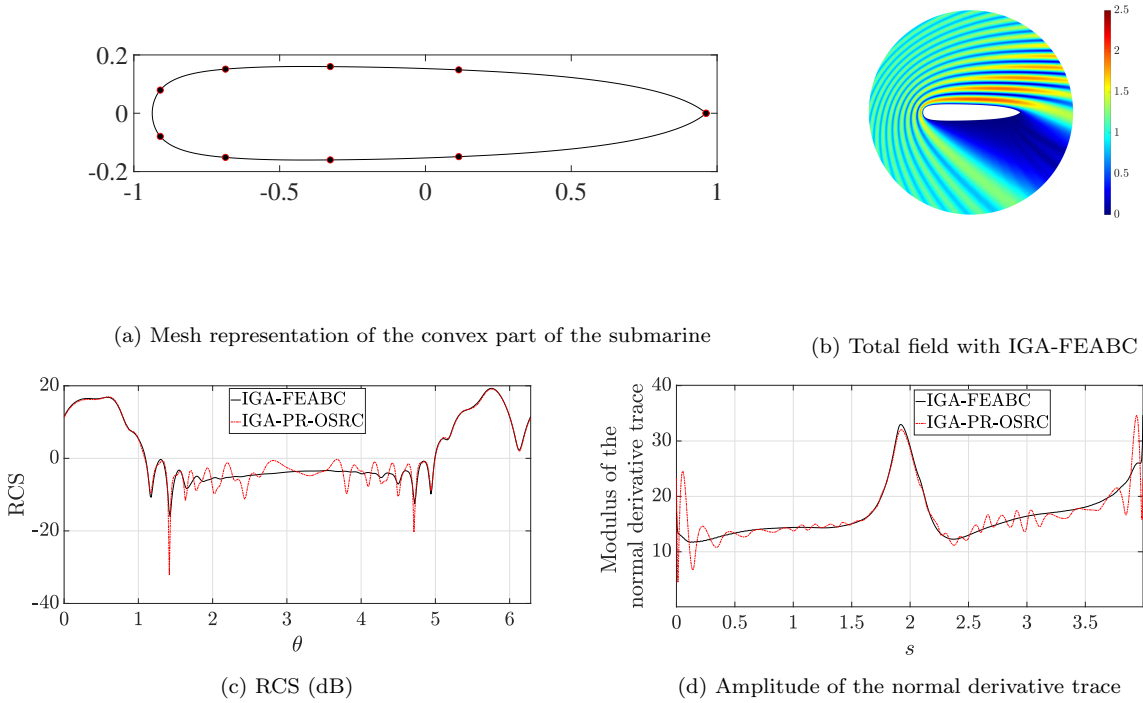 0.2
0
-0.2
-1 -0.5 0 0.5 1
2.5
2
1.5
1
0.5
0
(a) Mesh representation of the convex part of the submarine
(b) Total field with IGA-FEABC
20
0
-20
-40
RCS
IGA-FEABC
IGA-PR-OSRC
0 1 2 3 4 5 6
θ
(c) RCS (dB)
40
30
20
10
Modulus of the
normal derivative trace
IGA-FEABC
IGA-PR-OSRC
0 0.5 1 1.5 2 2.5 3 3.5
s
(d) Amplitude of the normal derivative trace